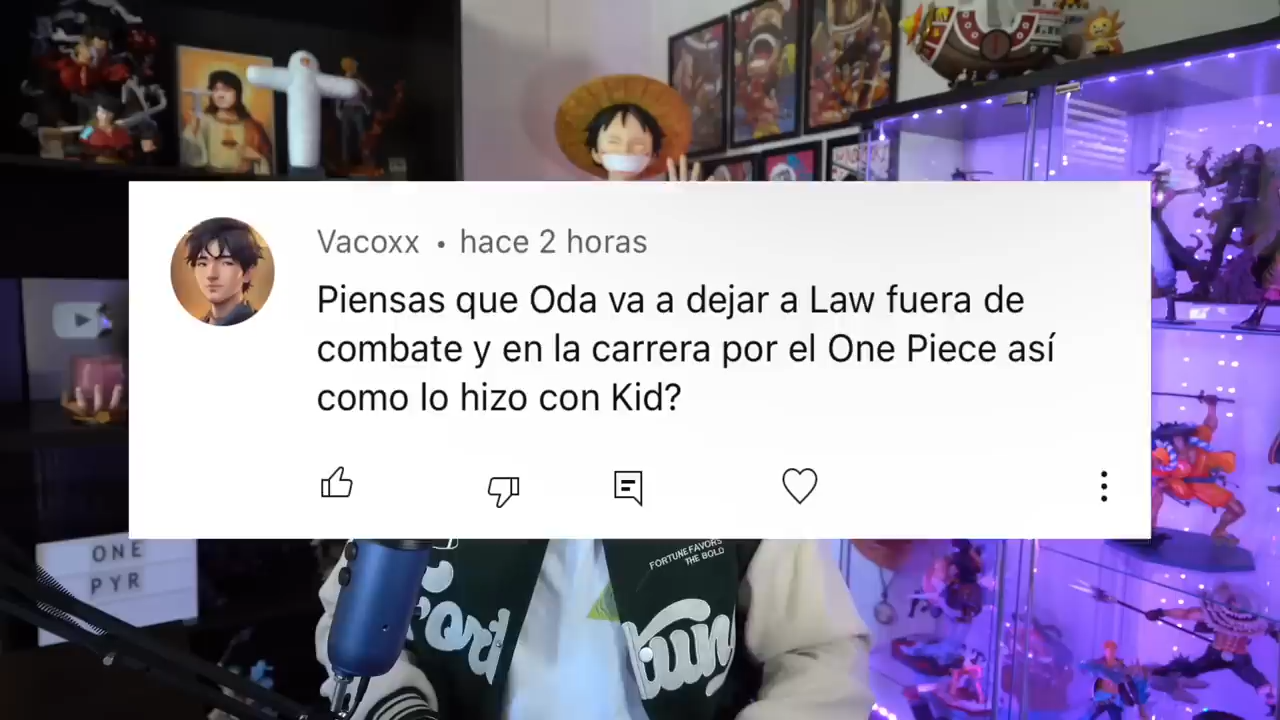 Vacoxx • hace 2 horas
Piensas que Oda va a dejar a Law fuera de
combate y en la carrera por el One Piece así
como lo hizo con Kid?
FORTUNE FAVORS
THE BOLD
ONE
PYR